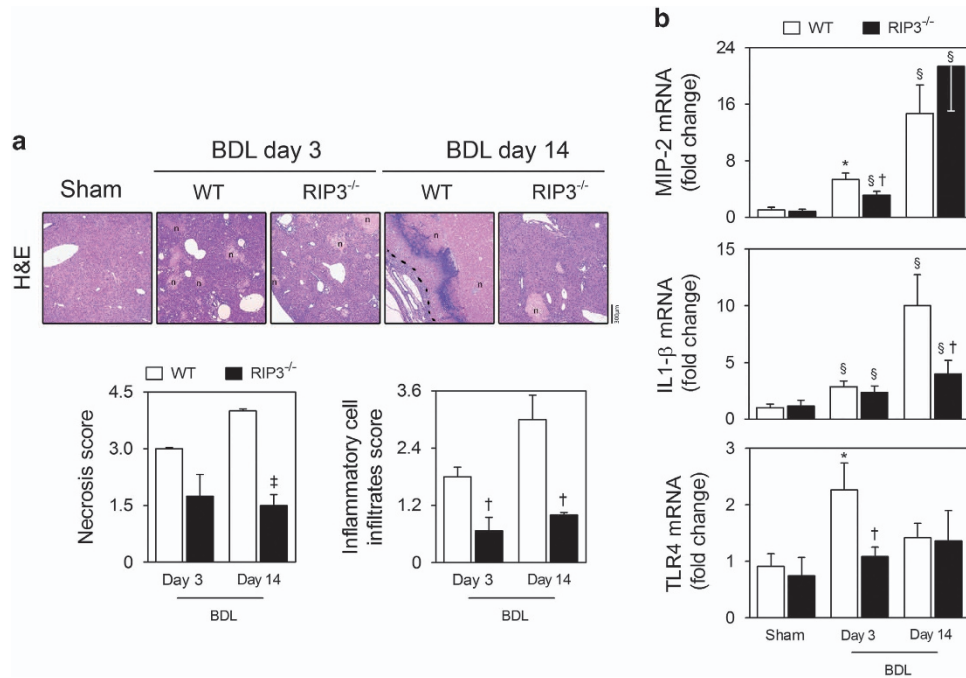 a
BDL day 3 BDL day 14
Sham WT RIP3-/- WT RIP3-/-
H&E
n n n n
n n n
n n
n n
300µm
WT RIP3-/-
Necrosis score
4.5
3.0
1.5
0
‡
Day 3 Day 14
BDL
Inflammatory cell
infiltrates score
3.6
2.4
1.2
0
† †
Day 3 Day 14
BDL
b
WT RIP3-/-
MIP-2 mRNA
(fold change)
24
16
8
0
* § † § §
IL1-β mRNA
(fold change)
15
10
5
0
§ § § § †
TLR4 mRNA
(fold change)
3
2
1
0
* †
Sham Day 3 Day 14
BDL